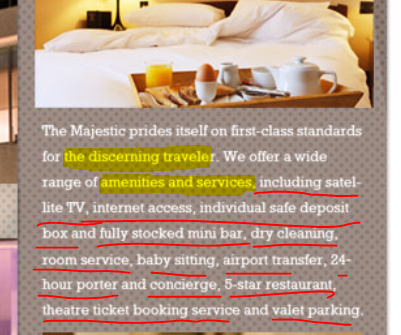 The Majestic prides itself on first-class standards
for the discerning traveler. We offer a wide
range of amenities and services, including satel-
lite TV, internet access, individual safe deposit
box and fully stocked mini bar, dry cleaning,
room service, baby sitting, airport transfer, 24-
hour porter and concierge, 5-star restaurant,
theatre ticket booking service and valet parking.